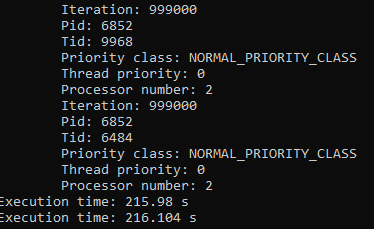 Iteration: 999000
Pid: 6852
Tid: 9968
Priority class: NORMAL_PRIORITY_CLASS
Thread priority: 0
Processor number: 2
Iteration: 999000
Pid: 6852
Tid: 6484
Priority class: NORMAL_PRIORITY_CLASS
Thread priority: 0
Processor number: 2
Execution time: 215.98 s
Execution time: 216.104 s